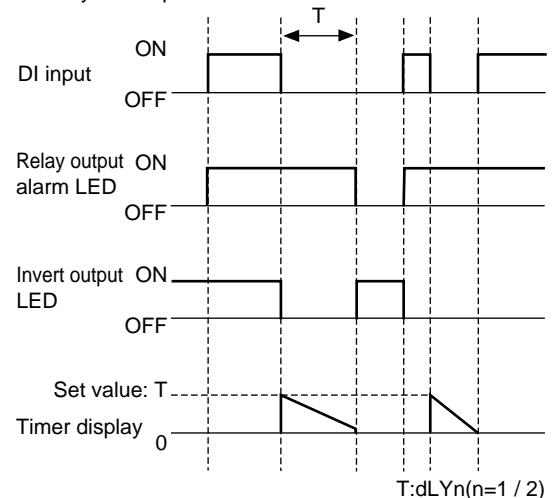 T
ON
DI input
OFF
Relay output ON
alarm LED
OFF
Invert output ON
LED
OFF
Set value: T
Timer display
0
T:dLYn(n=1 / 2)